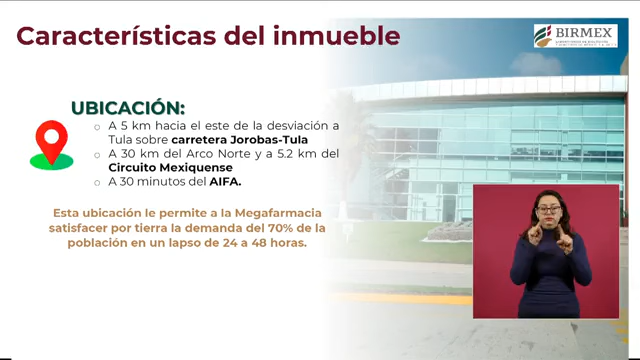 Características del inmueble
BIRMEX
UBICACIÓN:
○ A 5 km hacia el este de la desviación a
Tula sobre carretera Jorobas-Tula
○ A 30 km del Arco Norte y a 5.2 km del
Circuito Mexiquense
○ A 30 minutos del AIFA.
Esta ubicación le permite a la Megafarmacia
satisfacer por tierra la demanda del 70% de la
población en un lapso de 24 a 48 horas.